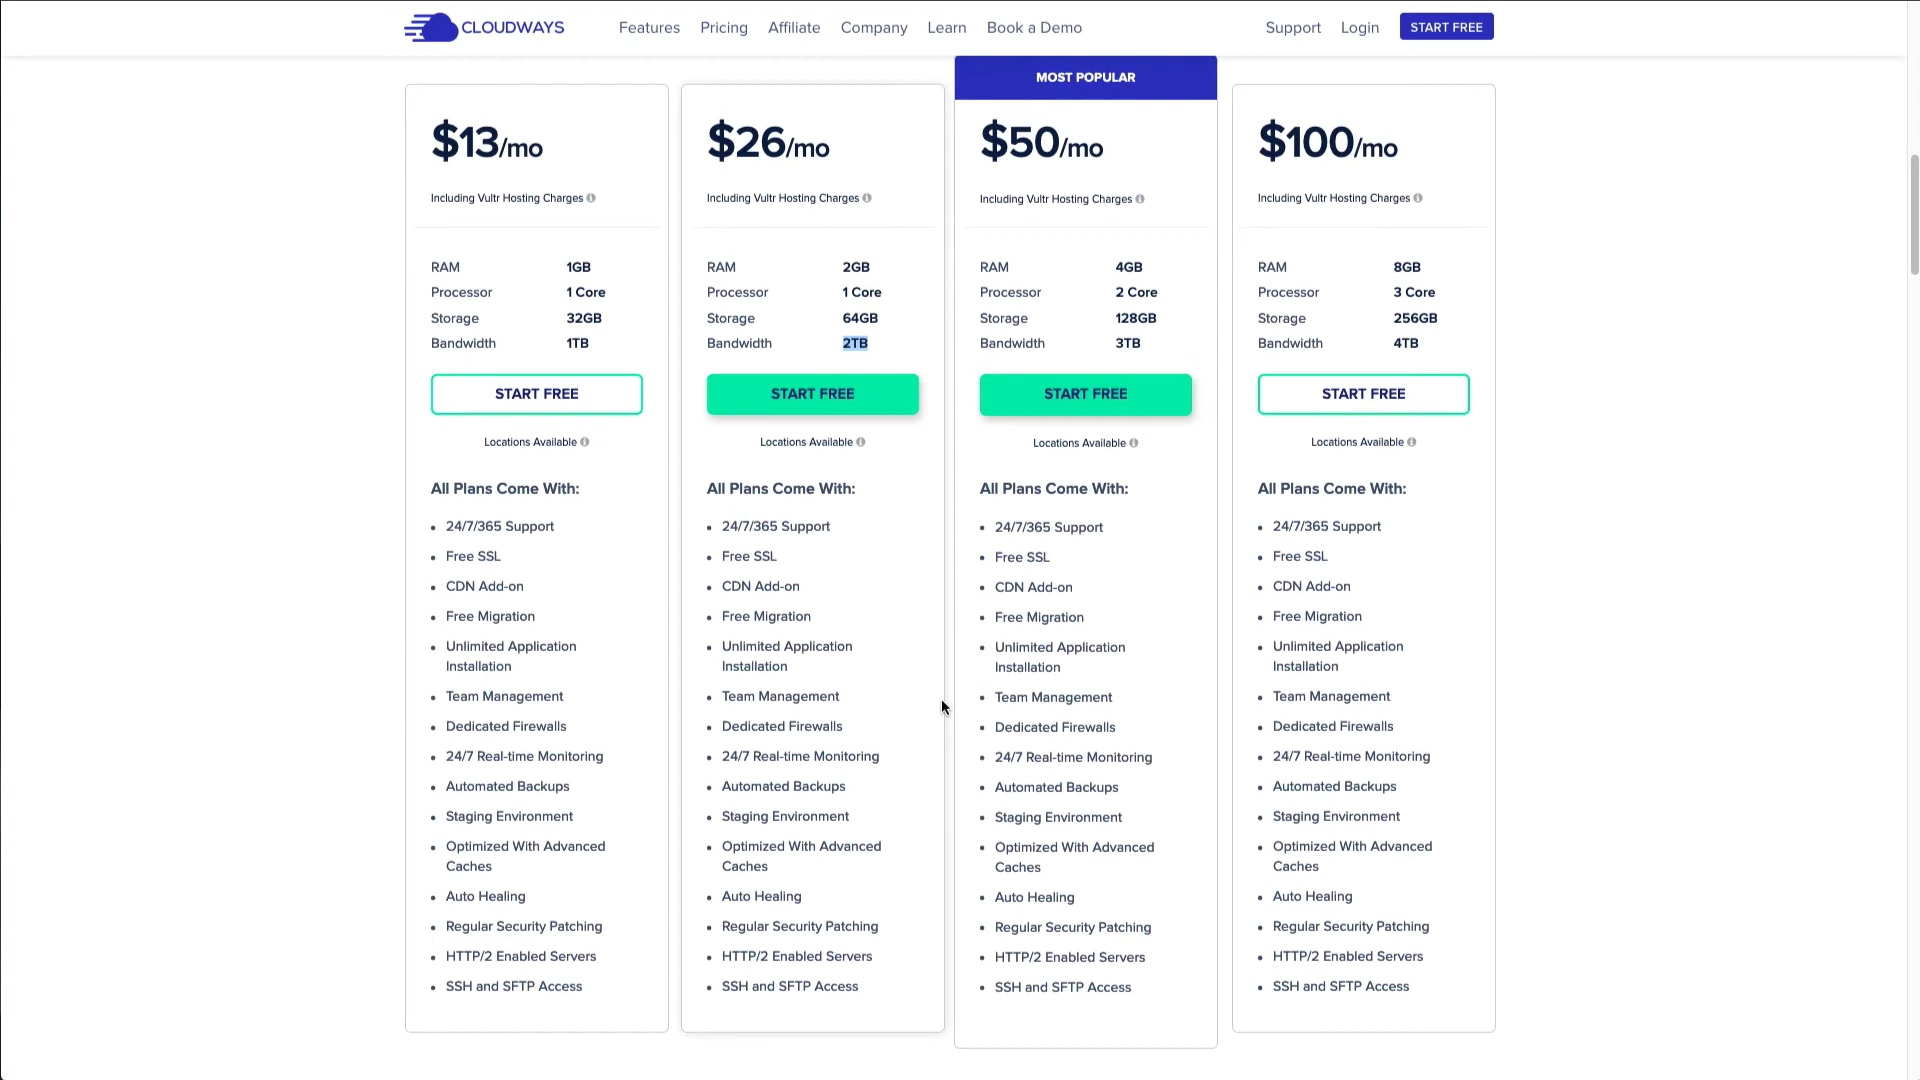 CLOUDWAYS
Features Pricing Affiliate Company Learn Book a Demo
Support Login START FREE
$13/mo
Including Vultr Hosting Charges
RAM 1GB
Processor 1 Core
Storage 32GB
Bandwidth 1TB
START FREE
Locations Available
All Plans Come With:
24/7/365 Support
Free SSL
CDN Add-on
Free Migration
Unlimited Application
Installation
Team Management
Dedicated Firewalls
24/7 Real-time Monitoring
Automated Backups
Staging Environment
Optimized With Advanced
Caches
Auto Healing
Regular Security Patching
HTTP/2 Enabled Servers
SSH and SFTP Access
$26/mo
Including Vultr Hosting Charges
RAM 2GB
Processor 1 Core
Storage 64GB
Bandwidth 2TB
START FREE
Locations Available
All Plans Come With:
24/7/365 Support
Free SSL
CDN Add-on
Free Migration
Unlimited Application
Installation
Team Management
Dedicated Firewalls
24/7 Real-time Monitoring
Automated Backups
Staging Environment
Optimized With Advanced
Caches
Auto Healing
Regular Security Patching
HTTP/2 Enabled Servers
SSH and SFTP Access
MOST POPULAR
$50/mo
Including Vultr Hosting Charges
RAM 4GB
Processor 2 Core
Storage 128GB
Bandwidth 3TB
START FREE
Locations Available
All Plans Come With:
24/7/365 Support
Free SSL
CDN Add-on
Free Migration
Unlimited Application
Installation
Team Management
Dedicated Firewalls
24/7 Real-time Monitoring
Automated Backups
Staging Environment
Optimized With Advanced
Caches
Auto Healing
Regular Security Patching
HTTP/2 Enabled Servers
SSH and SFTP Access
$100/mo
Including Vultr Hosting Charges
RAM 8GB
Processor 3 Core
Storage 256GB
Bandwidth 4TB
START FREE
Locations Available
All Plans Come With:
24/7/365 Support
Free SSL
CDN Add-on
Free Migration
Unlimited Application
Installation
Team Management
Dedicated Firewalls
24/7 Real-time Monitoring
Automated Backups
Staging Environment
Optimized With Advanced
Caches
Auto Healing
Regular Security Patching
HTTP/2 Enabled Servers
SSH and SFTP Access